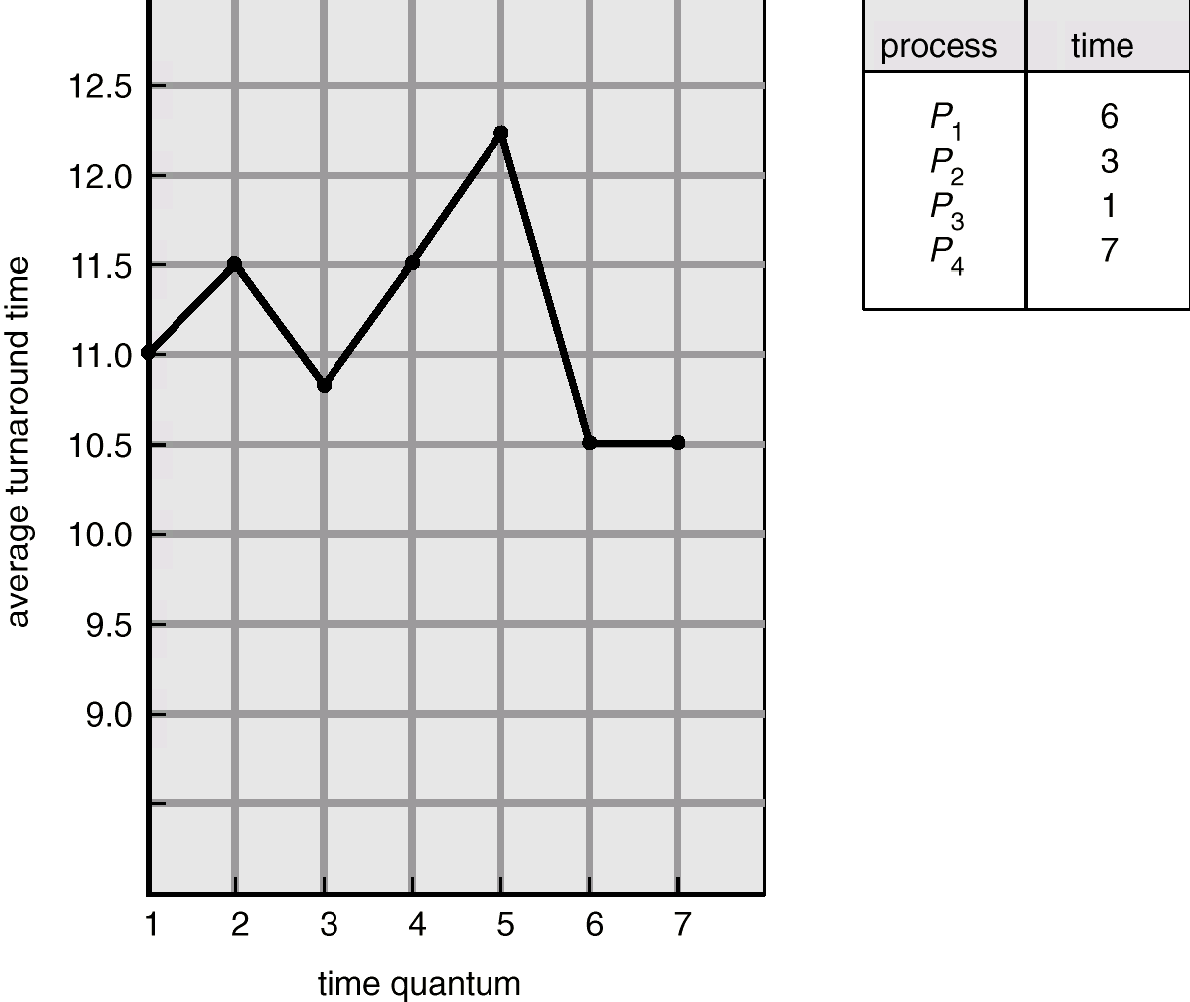 12.5
12.0
11.5
11.0
10.5
10.0
9.5
9.0
average turnaround time
1 2 3 4 5 6 7
time quantum
process time
P1 6
P2 3
P3 1
P4 7